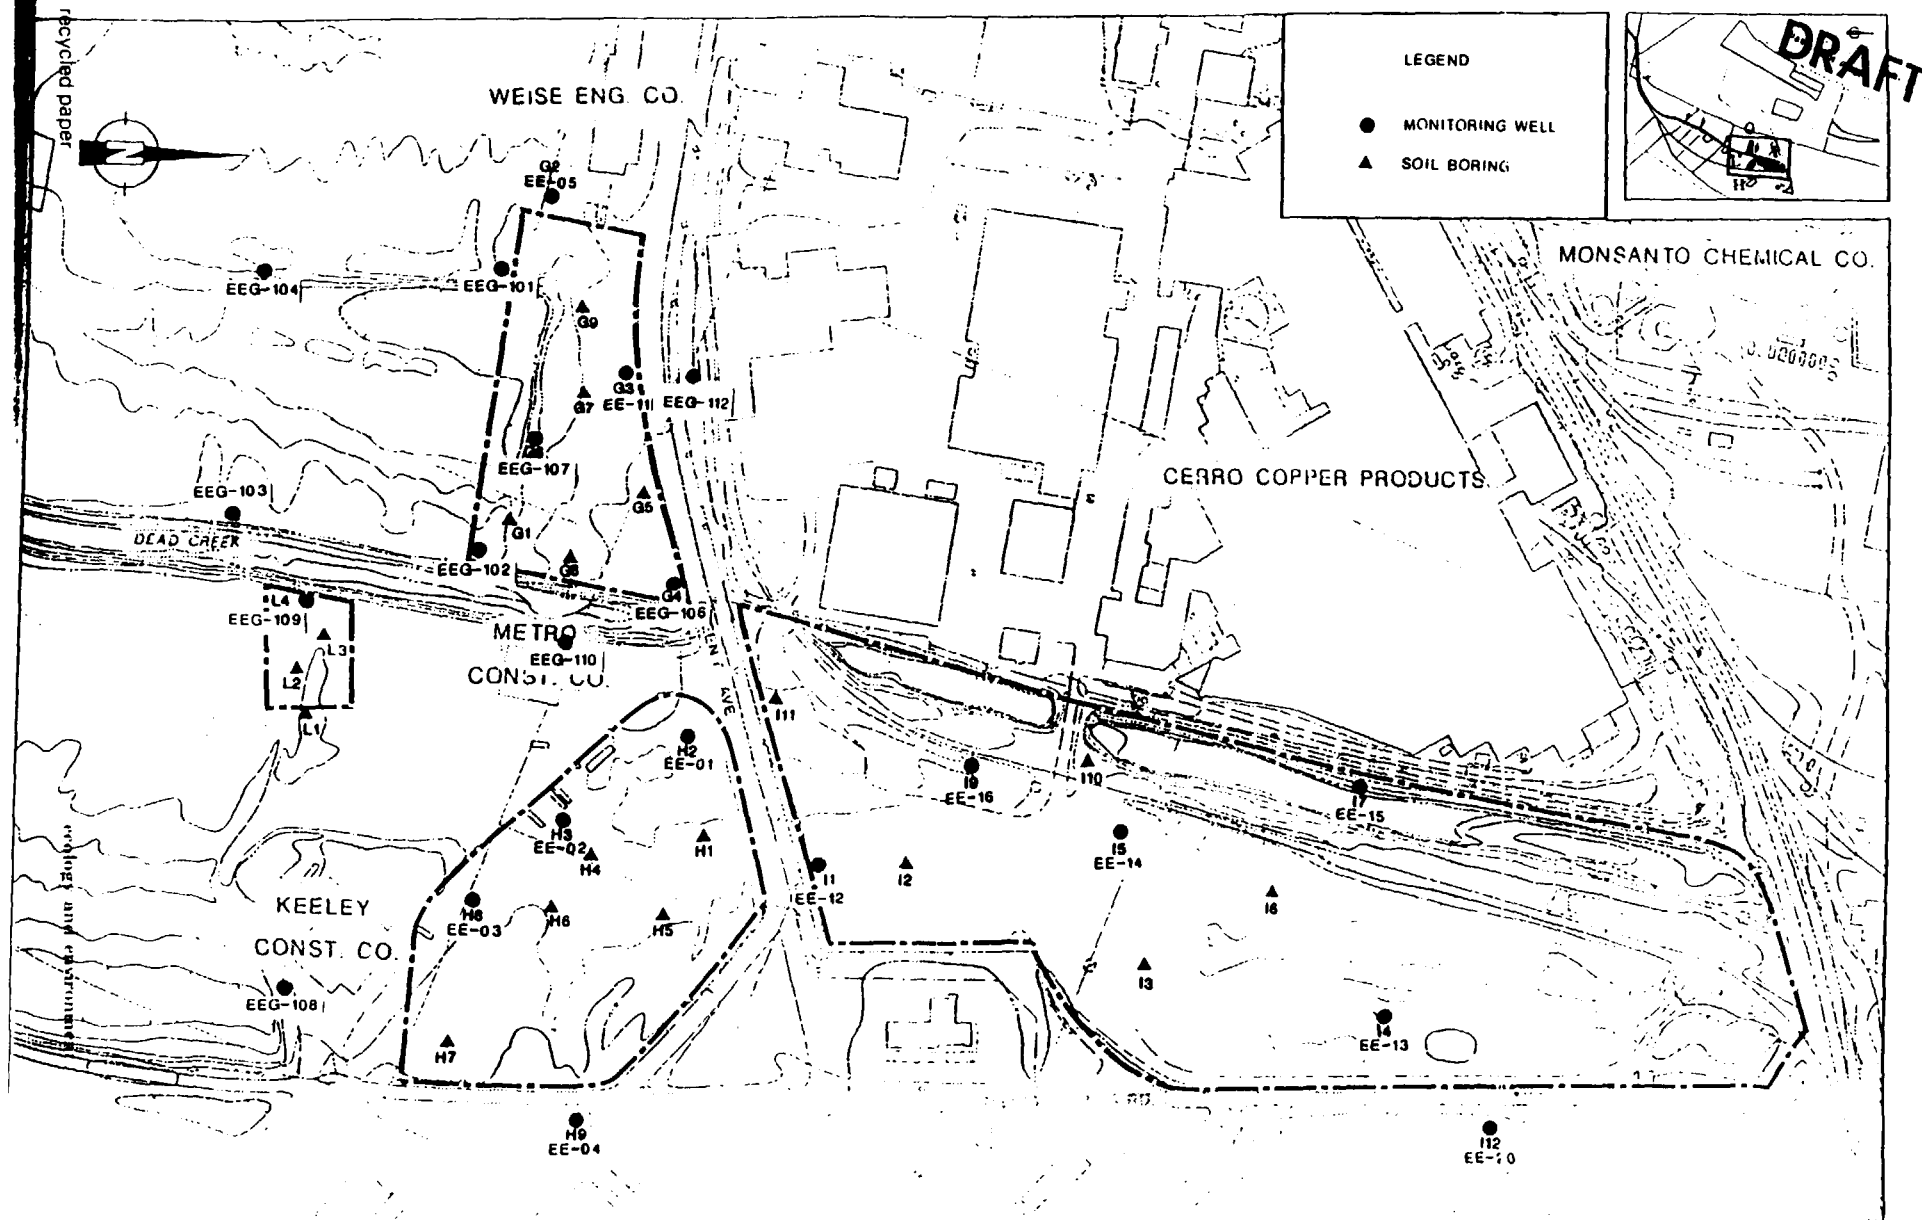 recycled paper
WEISE ENG. CO.
LEGEND
MONITORING WELL
SOIL BORING
DRAFT
MONSANTO CHEMICAL CO.
N
G2
EE-05
EEG-104
EEG-101
G9
G3
EE-11
EEG-112
G7
EEG-107
CERRO COPPER PRODUCTS
EEG-103
G5
G1
DEAD CREEK
EEG-102
G4
EEG-106
L4
EEG-109
METRO
CONST. CO.
EEG-110
L3
L2
L1
AVE
I11
H2
EE-01
I9
EE-16
I10
I7
EE-15
H3
EE-02
H4
H1
I5
EE-14
I1
EE-12
I2
I6
KEELEY
CONST. CO.
H8
EE-03
H6
H5
I3
EEG-108
I4
EE-13
H7
RD.
H9
EE-04
I12
ecology and environment